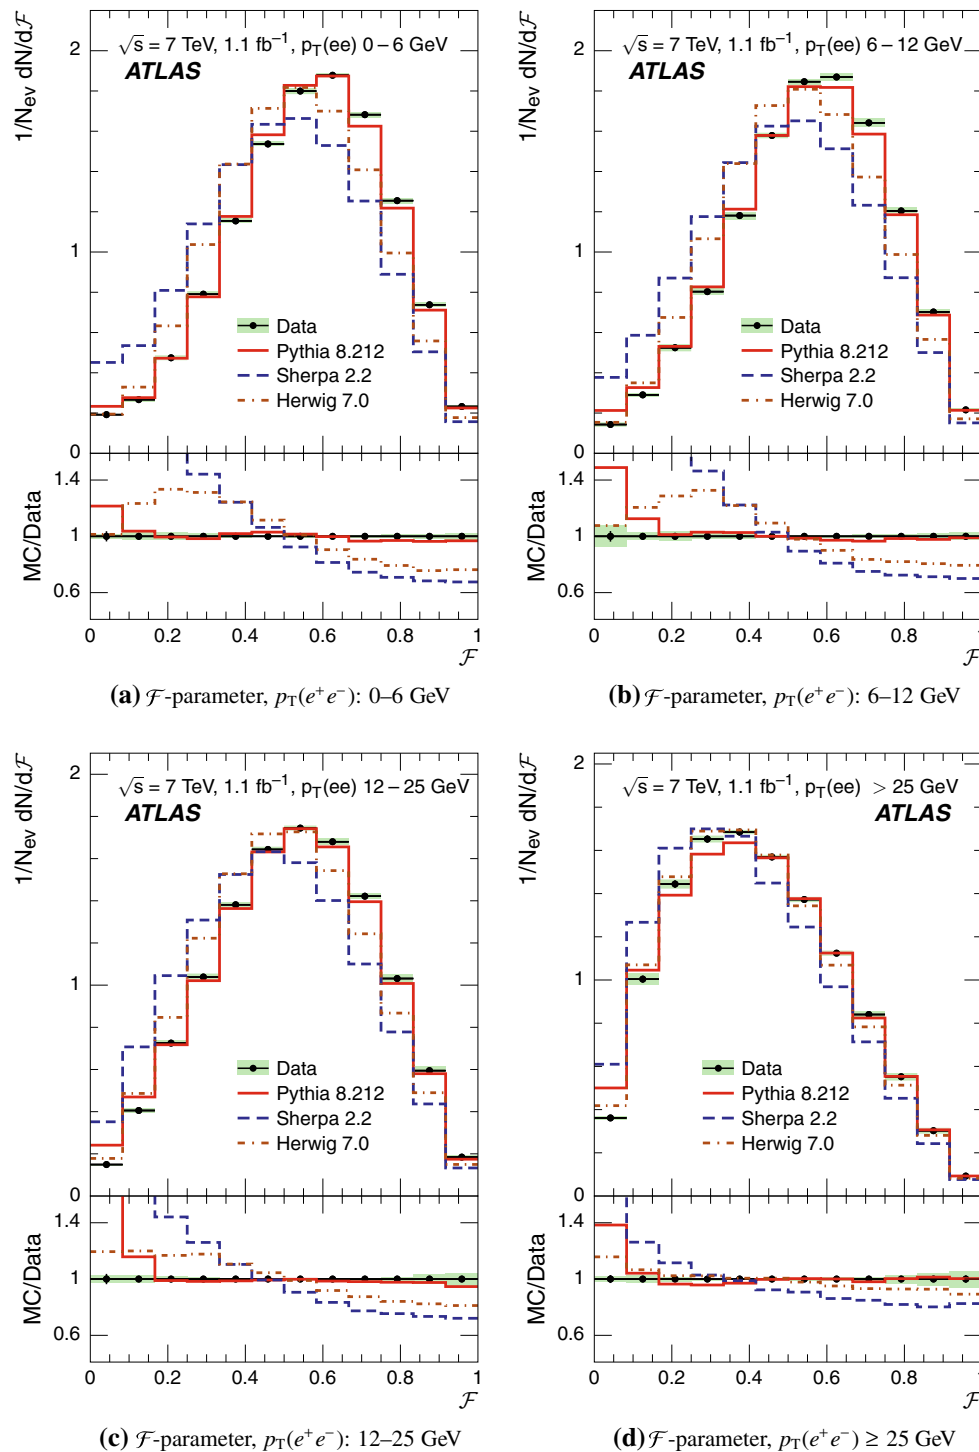 1/N_ev dN/dℱ
√s = 7 TeV, 1.1 fb⁻¹, p_T(ee) 0 – 6 GeV
ATLAS
2
1
0
Data
Pythia 8.212
Sherpa 2.2
Herwig 7.0
MC/Data
1.4
1
0.6
0 0.2 0.4 0.6 0.8 1
ℱ
(a) ℱ-parameter, p_T(e⁺e⁻): 0–6 GeV
1/N_ev dN/dℱ
√s = 7 TeV, 1.1 fb⁻¹, p_T(ee) 6 – 12 GeV
ATLAS
2
1
0
Data
Pythia 8.212
Sherpa 2.2
Herwig 7.0
MC/Data
1.4
1
0.6
0 0.2 0.4 0.6 0.8 1
ℱ
(b) ℱ-parameter, p_T(e⁺e⁻): 6–12 GeV
1/N_ev dN/dℱ
√s = 7 TeV, 1.1 fb⁻¹, p_T(ee) 12 – 25 GeV
ATLAS
2
1
0
Data
Pythia 8.212
Sherpa 2.2
Herwig 7.0
MC/Data
1.4
1
0.6
0 0.2 0.4 0.6 0.8 1
ℱ
(c) ℱ-parameter, p_T(e⁺e⁻): 12–25 GeV
1/N_ev dN/dℱ
√s = 7 TeV, 1.1 fb⁻¹, p_T(ee) > 25 GeV
ATLAS
2
1
0
Data
Pythia 8.212
Sherpa 2.2
Herwig 7.0
MC/Data
1.4
1
0.6
0 0.2 0.4 0.6 0.8 1
ℱ
(d) ℱ-parameter, p_T(e⁺e⁻) ≥ 25 GeV